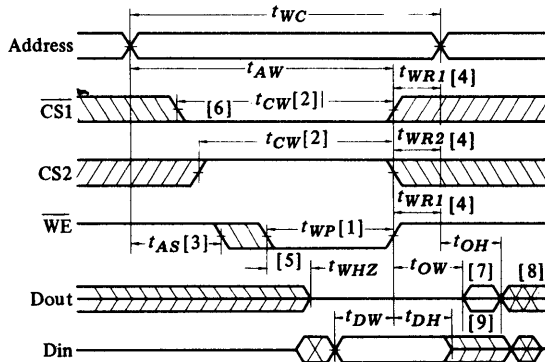 tWC
Address
tAW
tWR1 [4]
CS1
[6]
tCW[2]
tCW[2]
tWR2 [4]
CS2
tWR1 [4]
WE
tAS[3]
tWP[1]
tOH
[5]
tWHZ
tOW
[7]
[8]
Dout
tDW
tDH
[9]
Din